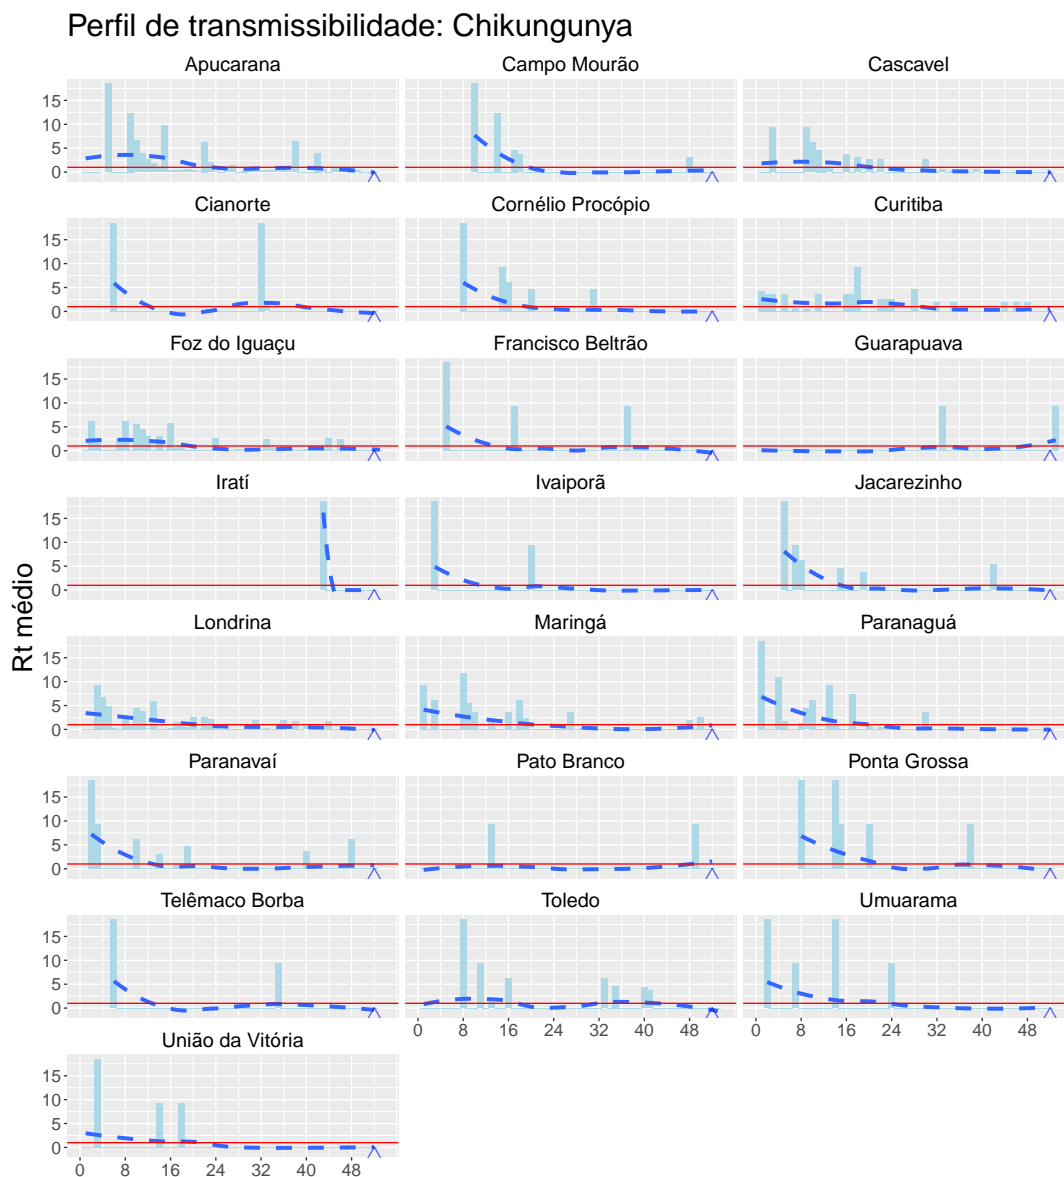 Perfil de transmissibilidade: Chikungunya
Apucarana Campo Mourão Cascavel
15
10
5
0
Cianorte Cornélio Procópio Curitiba
15
10
5
0
Foz do Iguaçu Francisco Beltrão Guarapuava
15
10
5
0
Iratí Ivaiporã Jacarezinho
15
10
5
0
Rt médio
Londrina Maringá Paranaguá
15
10
5
0
Paranavaí Pato Branco Ponta Grossa
15
10
5
0
Telêmaco Borba Toledo Umuarama
15
10
5
0
0 8 16 24 32 40 48 0 8 16 24 32 40 48
União da Vitória
15
10
5
0
0 8 16 24 32 40 48